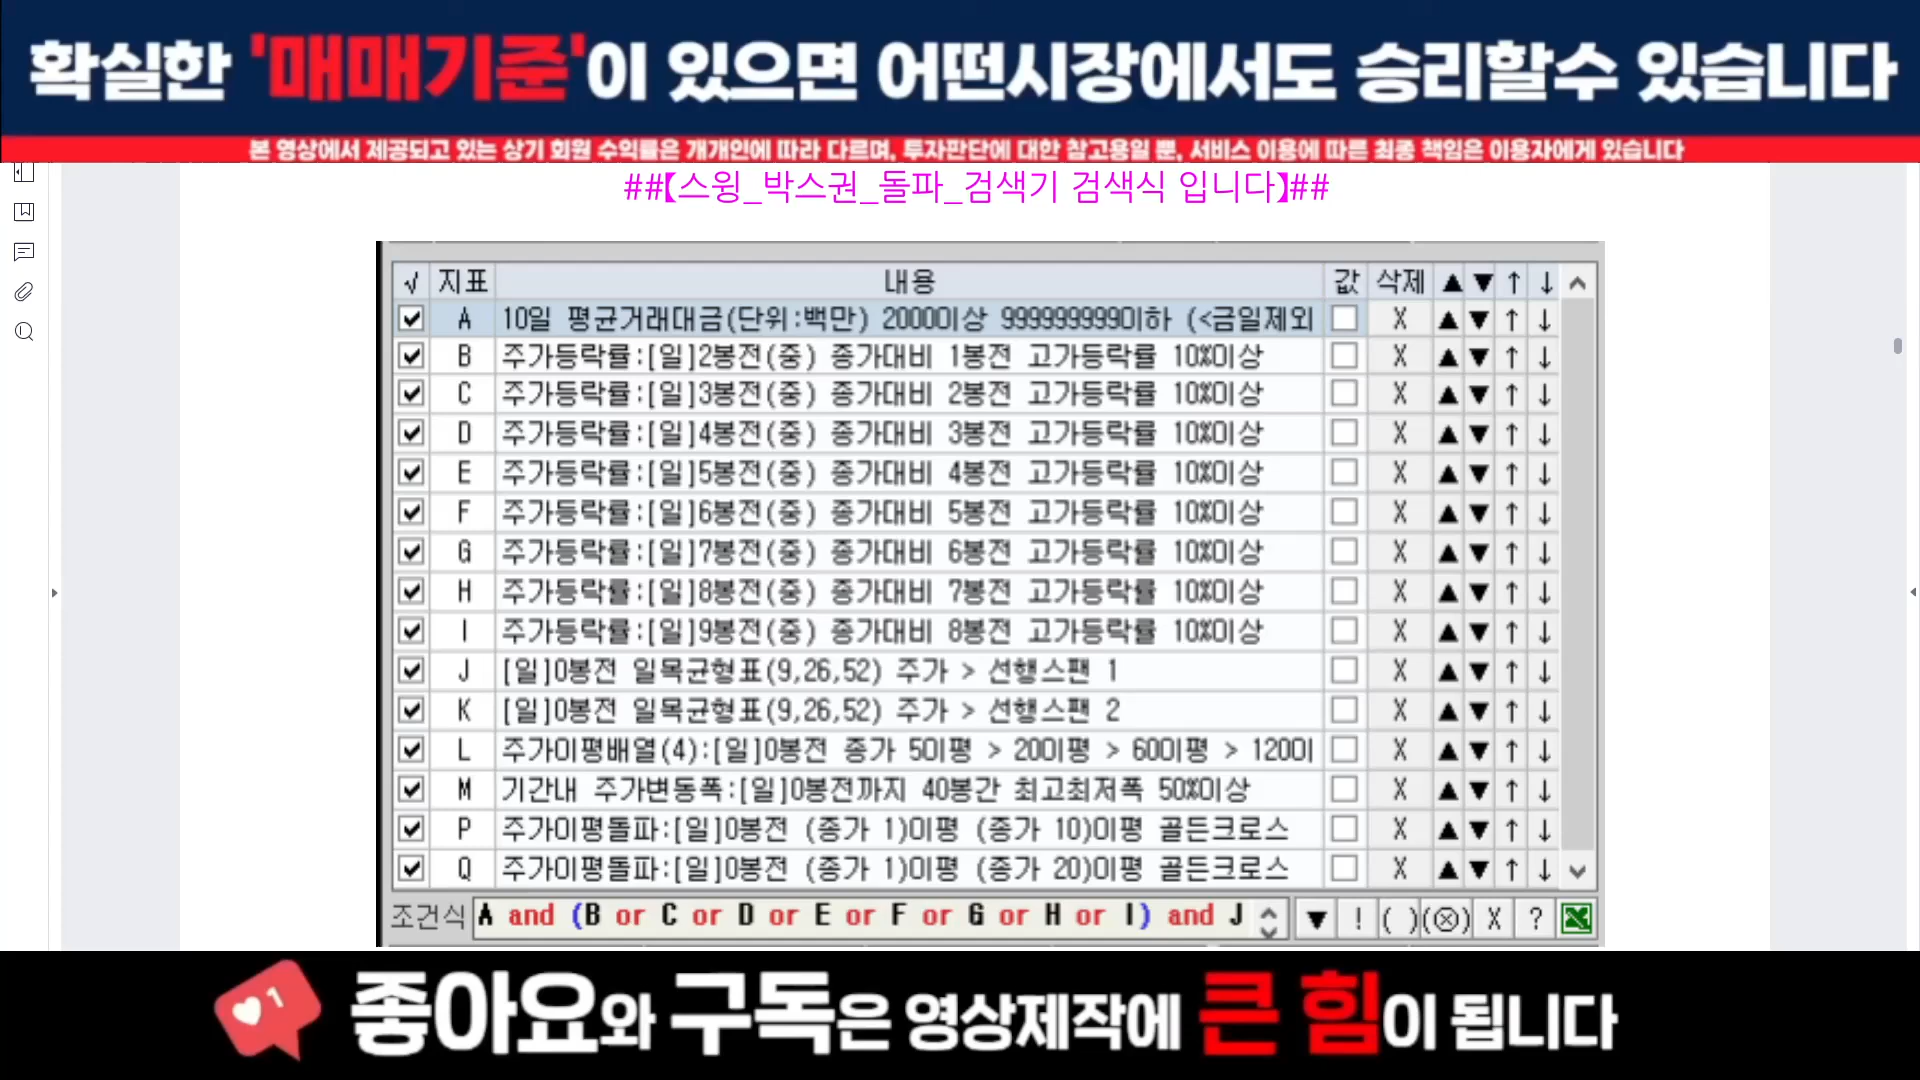 확실한 '매매기준'이 있으면 어떤시장에서도 승리할수 있습니다
본 영상에서 제공되고 있는 상기 회원 수익률은 개개인에 따라 다르며, 투자판단에 대한 참고용일 뿐, 서비스 이용에 따른 최종 책임은 이용자에게 있습니다
##【스윙_박스권_돌파_검색기 검색식 입니다】##
√ 지표 내용 값 삭제 ▲ ▼ ↑ ↓
A 10일 평균거래대금(단위:백만) 20000이상 9999999990이하 (<금일제외 X ▲ ▼ ↑ ↓
B 주가등락률:[일]2봉전(중) 종가대비 1봉전 고가등락률 10%이상 X ▲ ▼ ↑ ↓
C 주가등락률:[일]3봉전(중) 종가대비 2봉전 고가등락률 10%이상 X ▲ ▼ ↑ ↓
D 주가등락률:[일]4봉전(중) 종가대비 3봉전 고가등락률 10%이상 X ▲ ▼ ↑ ↓
E 주가등락률:[일]5봉전(중) 종가대비 4봉전 고가등락률 10%이상 X ▲ ▼ ↑ ↓
F 주가등락률:[일]6봉전(중) 종가대비 5봉전 고가등락률 10%이상 X ▲ ▼ ↑ ↓
G 주가등락률:[일]7봉전(중) 종가대비 6봉전 고가등락률 10%이상 X ▲ ▼ ↑ ↓
H 주가등락률:[일]8봉전(중) 종가대비 7봉전 고가등락률 10%이상 X ▲ ▼ ↑ ↓
I 주가등락률:[일]9봉전(중) 종가대비 8봉전 고가등락률 10%이상 X ▲ ▼ ↑ ↓
J [일]0봉전 일목균형표(9,26,52) 주가 > 선행스팬 1 X ▲ ▼ ↑ ↓
K [일]0봉전 일목균형표(9,26,52) 주가 > 선행스팬 2 X ▲ ▼ ↑ ↓
L 주가이평배열(4):[일]0봉전 종가 5이평 > 20이평 > 60이평 > 120이 X ▲ ▼ ↑ ↓
M 기간내 주가변동폭:[일]0봉전까지 40봉간 최고최저폭 50%이상 X ▲ ▼ ↑ ↓
P 주가이평돌파:[일]0봉전 (종가 1)이평 (종가 10)이평 골든크로스 X ▲ ▼ ↑ ↓
Q 주가이평돌파:[일]0봉전 (종가 1)이평 (종가 20)이평 골든크로스 X ▲ ▼ ↑ ↓
조건식 A and (B or C or D or E or F or G or H or I) and J ▼ ! ( ) (⊗) X ?
좋아요와 구독은 영상제작에 큰 힘이 됩니다